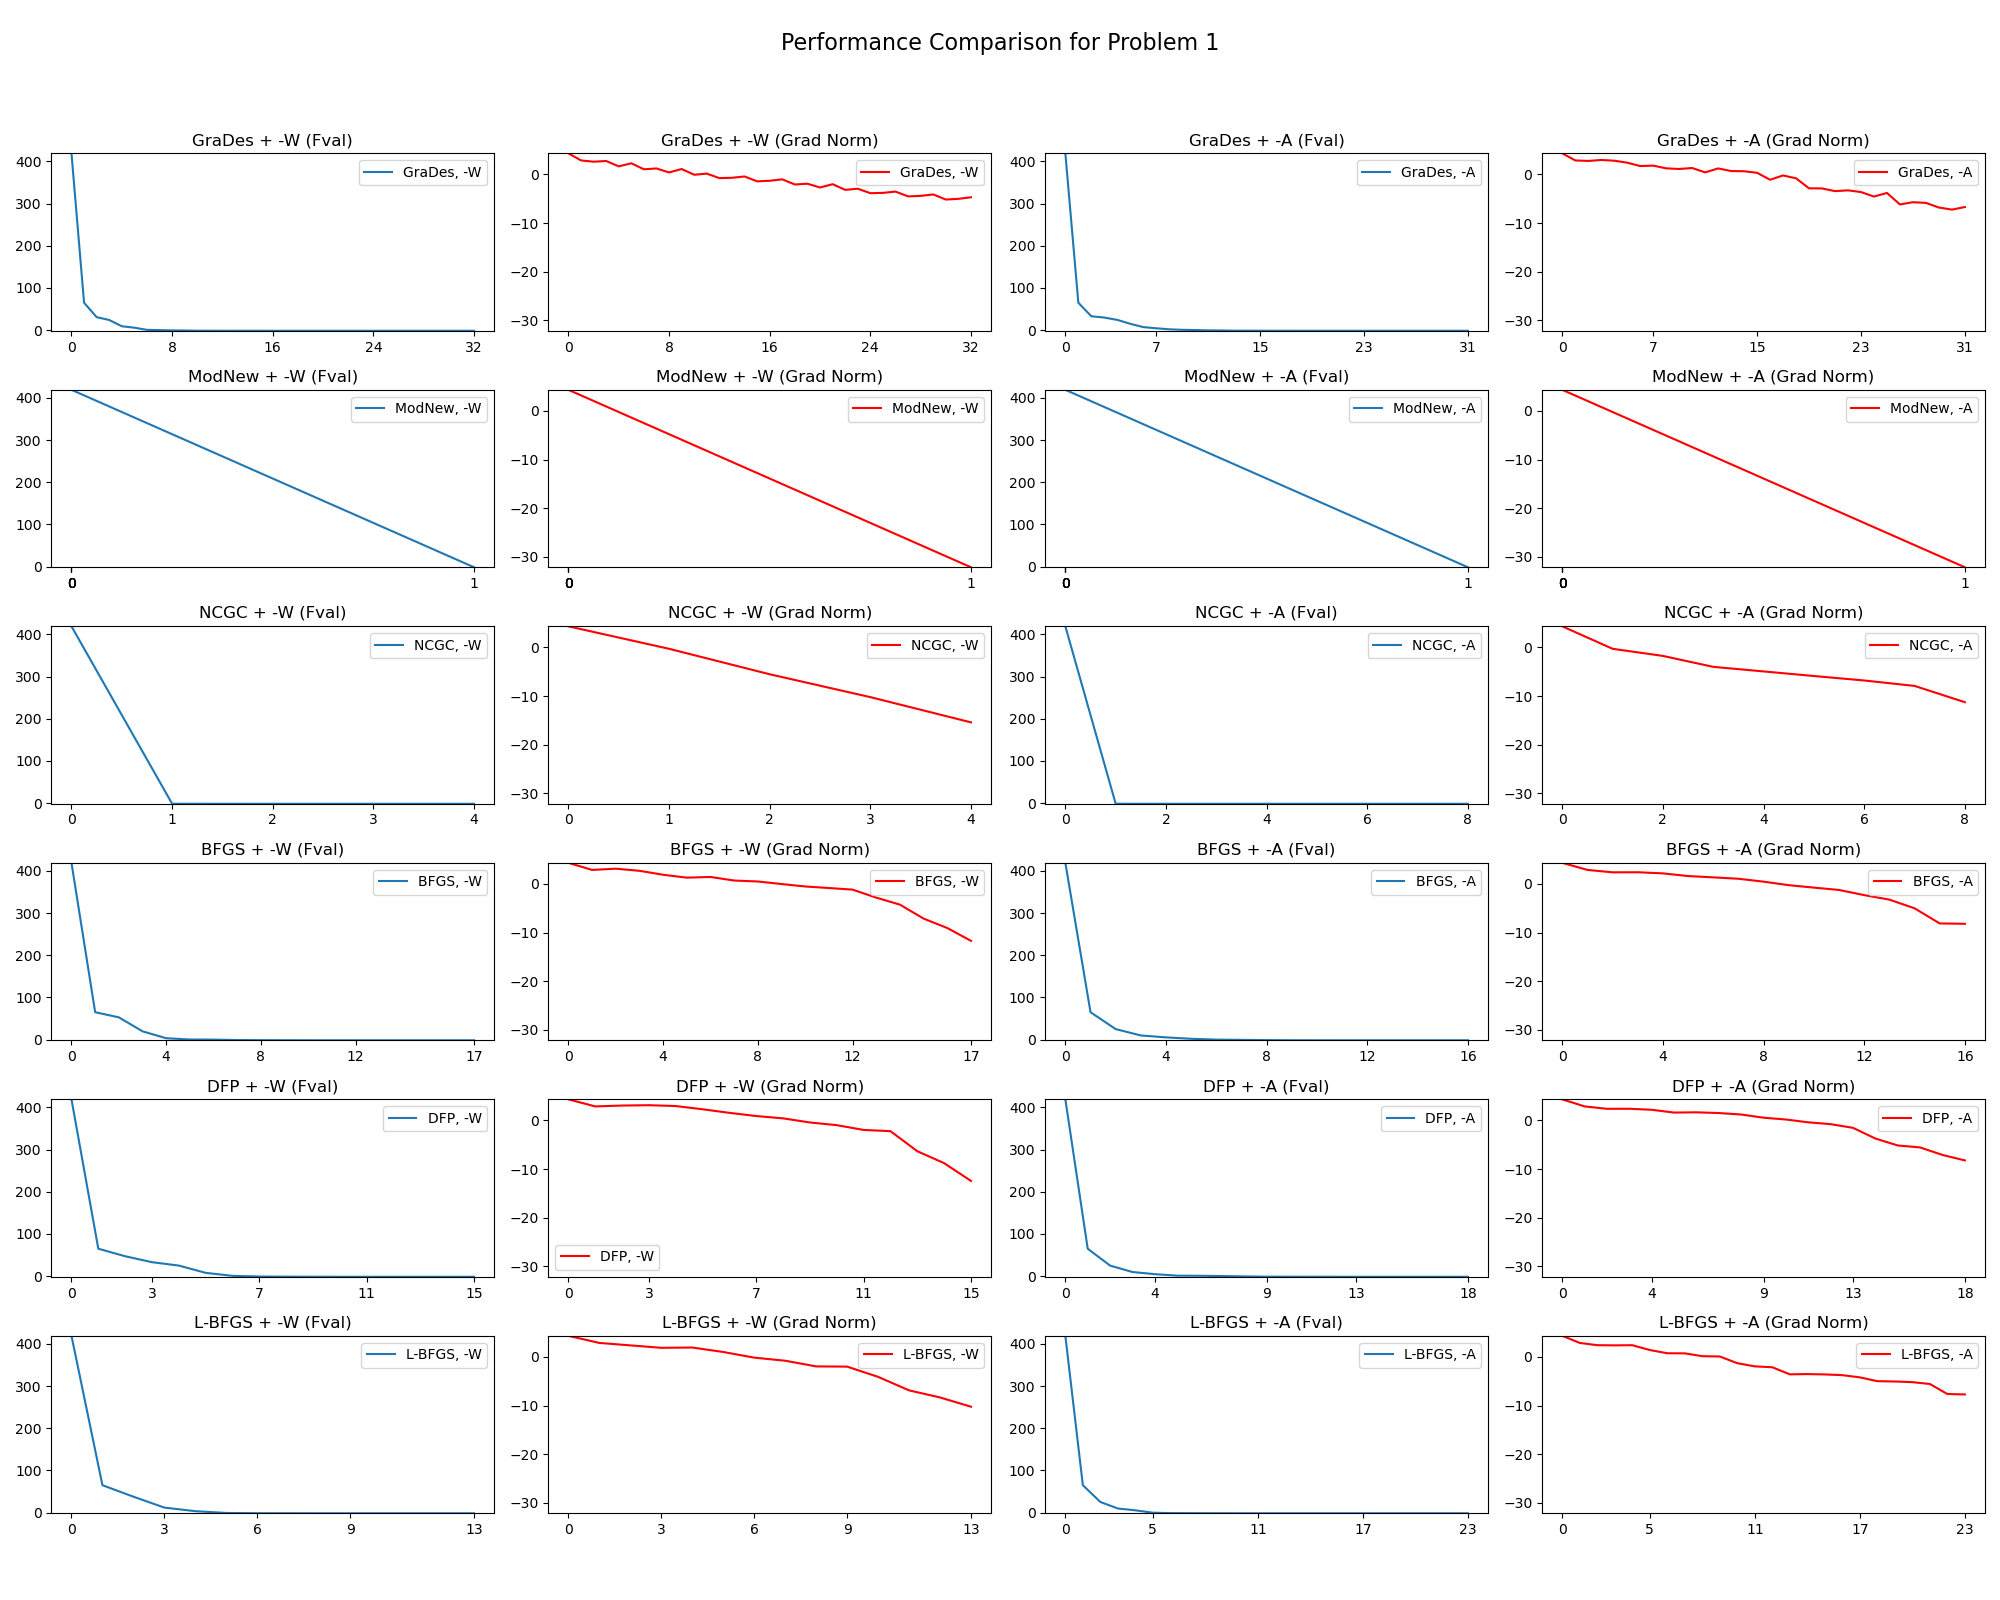 Performance Comparison for Problem 1
GraDes + -W (Fval)
GraDes + -W (Grad Norm)
GraDes + -A (Fval)
GraDes + -A (Grad Norm)
400
300
200
100
0
GraDes, -W
0 8 16 24 32
0
−10
−20
−30
GraDes, -W
0 8 16 24 32
400
300
200
100
0
GraDes, -A
0 7 15 23 31
0
−10
−20
−30
GraDes, -A
0 7 15 23 31
ModNew + -W (Fval)
ModNew + -W (Grad Norm)
ModNew + -A (Fval)
ModNew + -A (Grad Norm)
400
300
200
100
0
ModNew, -W
0 1
0
−10
−20
−30
ModNew, -W
0 1
400
300
200
100
0
ModNew, -A
0 1
0
−10
−20
−30
ModNew, -A
0 1
NCGC + -W (Fval)
NCGC + -W (Grad Norm)
NCGC + -A (Fval)
NCGC + -A (Grad Norm)
400
300
200
100
0
NCGC, -W
0 1 2 3 4
0
−10
−20
−30
NCGC, -W
0 1 2 3 4
400
300
200
100
0
NCGC, -A
0 2 4 6 8
0
−10
−20
−30
NCGC, -A
0 2 4 6 8
BFGS + -W (Fval)
BFGS + -W (Grad Norm)
BFGS + -A (Fval)
BFGS + -A (Grad Norm)
400
300
200
100
0
BFGS, -W
0 4 8 12 17
0
−10
−20
−30
BFGS, -W
0 4 8 12 17
400
300
200
100
0
BFGS, -A
0 4 8 12 16
0
−10
−20
−30
BFGS, -A
0 4 8 12 16
DFP + -W (Fval)
DFP + -W (Grad Norm)
DFP + -A (Fval)
DFP + -A (Grad Norm)
400
300
200
100
0
DFP, -W
0 3 7 11 15
0
−10
−20
−30
DFP, -W
0 3 7 11 15
400
300
200
100
0
DFP, -A
0 4 9 13 18
0
−10
−20
−30
DFP, -A
0 4 9 13 18
L-BFGS + -W (Fval)
L-BFGS + -W (Grad Norm)
L-BFGS + -A (Fval)
L-BFGS + -A (Grad Norm)
400
300
200
100
0
L-BFGS, -W
0 3 6 9 13
0
−10
−20
−30
L-BFGS, -W
0 3 6 9 13
400
300
200
100
0
L-BFGS, -A
0 5 11 17 23
0
−10
−20
−30
L-BFGS, -A
0 5 11 17 23